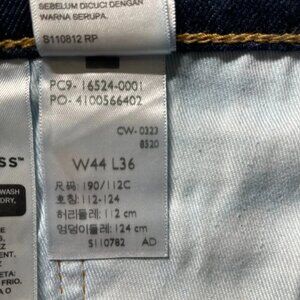 SEBELUM DICUCI DENGAN
WARNA SERUPA.
S110812 RP
PC9- 16524-0001
PO- 4100566402
CW-0323
8520
W44 L36
尺码: 190/112C
호칭: 112-124
허리둘레: 112 cm
엉덩이둘레: 124 cm
S110782 AD
SS™
WASH
DRY,